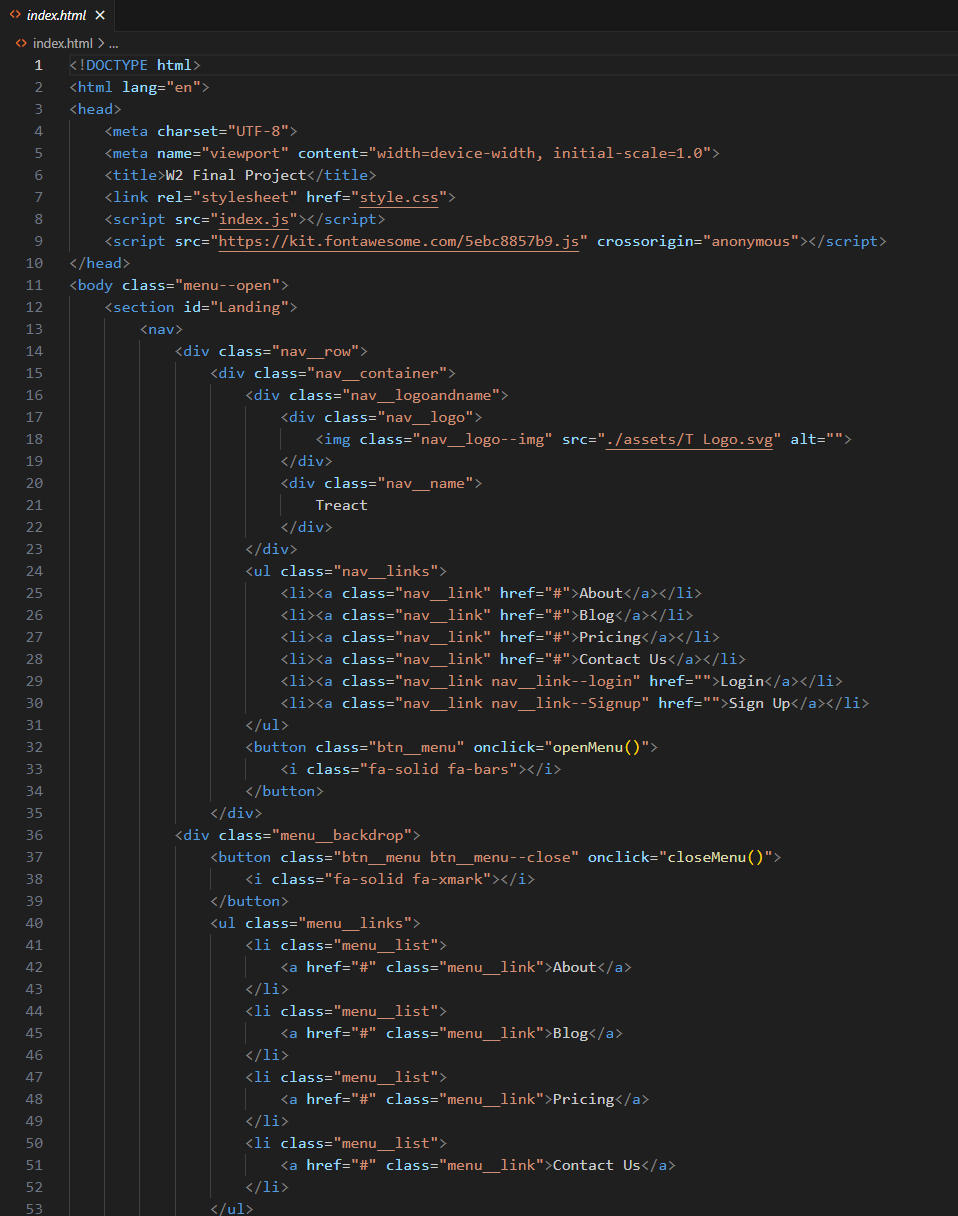 index.html ×
index.html > ...
1 <!DOCTYPE html>
2 <html lang="en">
3 <head>
4     <meta charset="UTF-8">
5     <meta name="viewport" content="width=device-width, initial-scale=1.0">
6     <title>W2 Final Project</title>
7     <link rel="stylesheet" href="style.css">
8     <script src="index.js"></script>
9     <script src="https://kit.fontawesome.com/5ebc8857b9.js" crossorigin="anonymous"></script>
10 </head>
11 <body class="menu--open">
12     <section id="Landing">
13         <nav>
14             <div class="nav__row">
15                 <div class="nav__container">
16                     <div class="nav__logoandname">
17                         <div class="nav__logo">
18                             <img class="nav__logo--img" src="./assets/T Logo.svg" alt="">
19                         </div>
20                         <div class="nav__name">
21                             Treact
22                         </div>
23                     </div>
24                     <ul class="nav__links">
25                         <li><a class="nav__link" href="#">About</a></li>
26                         <li><a class="nav__link" href="#">Blog</a></li>
27                         <li><a class="nav__link" href="#">Pricing</a></li>
28                         <li><a class="nav__link" href="#">Contact Us</a></li>
29                         <li><a class="nav__link nav__link--login" href="">Login</a></li>
30                         <li><a class="nav__link nav__link--Signup" href="">Sign Up</a></li>
31                     </ul>
32                     <button class="btn__menu" onclick="openMenu()">
33                         <i class="fa-solid fa-bars"></i>
34                     </button>
35                 </div>
36             <div class="menu__backdrop">
37                 <button class="btn__menu btn__menu--close" onclick="closeMenu()">
38                     <i class="fa-solid fa-xmark"></i>
39                 </button>
40                 <ul class="menu__links">
41                     <li class="menu__list">
42                         <a href="#" class="menu__link">About</a>
43                     </li>
44                     <li class="menu__list">
45                         <a href="#" class="menu__link">Blog</a>
46                     </li>
47                     <li class="menu__list">
48                         <a href="#" class="menu__link">Pricing</a>
49                     </li>
50                     <li class="menu__list">
51                         <a href="#" class="menu__link">Contact Us</a>
52                     </li>
53                 </ul>